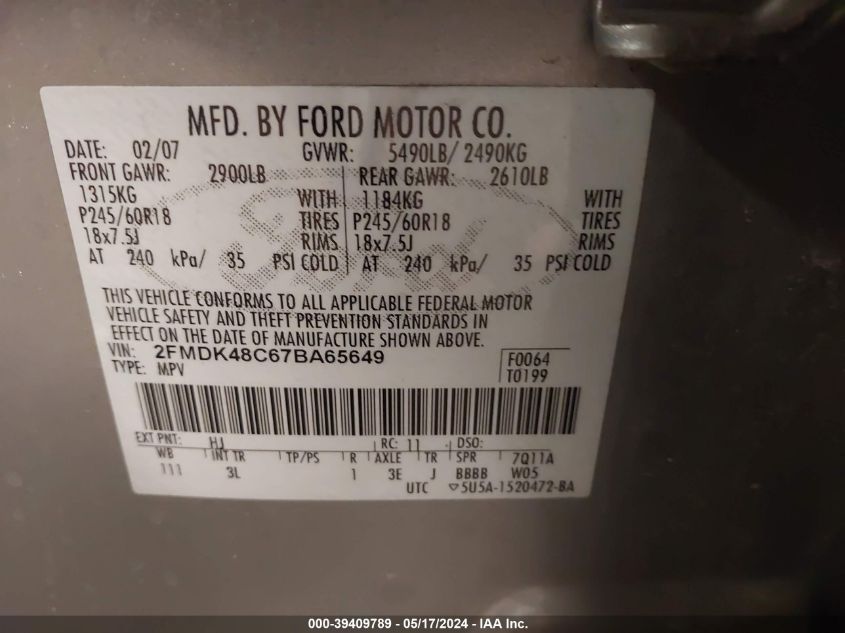 MFD. BY FORD MOTOR CO.
DATE: 02/07 GVWR: 5490LB/ 2490KG
FRONT GAWR: 2900LB REAR GAWR: 2610LB
1315KG WITH 1184KG WITH
P245/60R18 TIRES P245/60R18 TIRES
18x7.5J RIMS 18x7.5J RIMS
AT 240 kPa/ 35 PSI COLD AT 240 kPa/ 35 PSI COLD
THIS VEHICLE CONFORMS TO ALL APPLICABLE FEDERAL MOTOR
VEHICLE SAFETY AND THEFT PREVENTION STANDARDS IN
EFFECT ON THE DATE OF MANUFACTURE SHOWN ABOVE.
VIN: 2FMDK48C67BA65649 F0064
TYPE: MPV T0199
EXT PNT: HJ RC: 11 DSO:
WB INT TR TP/PS R AXLE TR SPR 7Q11A
111 3L 1 3E J BBBB W05
UTC ▽5U5A-1520472-BA
000-39409789 - 05/17/2024 - IAA Inc.